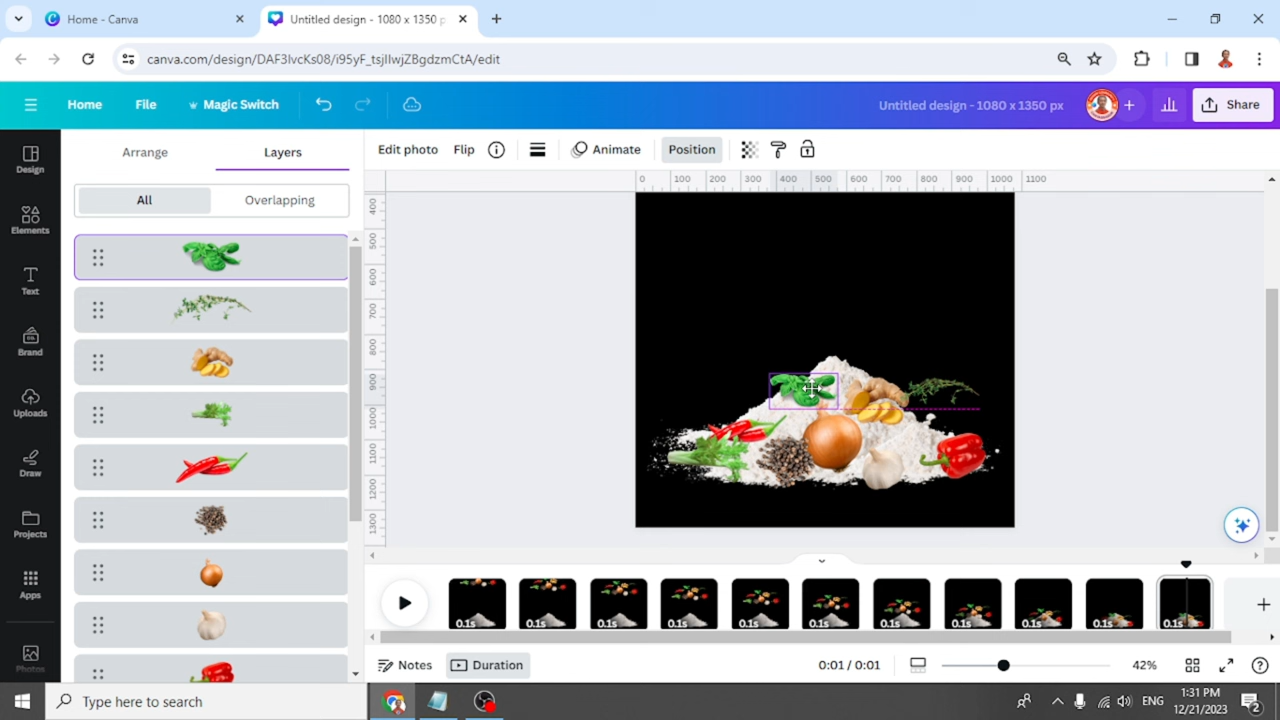 Home - Canva
Untitled design - 1080 x 1350 p
canva.com/design/DAF3IvcKs08/i95yF_tsjIIwjZBgdzmCtA/edit
Home
File
Magic Switch
Untitled design - 1080 x 1350 px
Share
Arrange
Layers
Edit photo
Flip
Animate
Position
0 100 200 300 400 500 600 700 800 900 1000 1100
400
500
600
700
800
900
1000
1100
1200
1300
All
Overlapping
Design
Elements
Text
Brand
Uploads
Draw
Projects
Apps
Photos
0.1s 0.1s 0.1s 0.1s 0.1s 0.1s 0.1s 0.1s 0.1s 0.1s 0.1s
Notes
Duration
0:01 / 0:01
42%
Type here to search
ENG
1:31 PM
12/21/2023
2